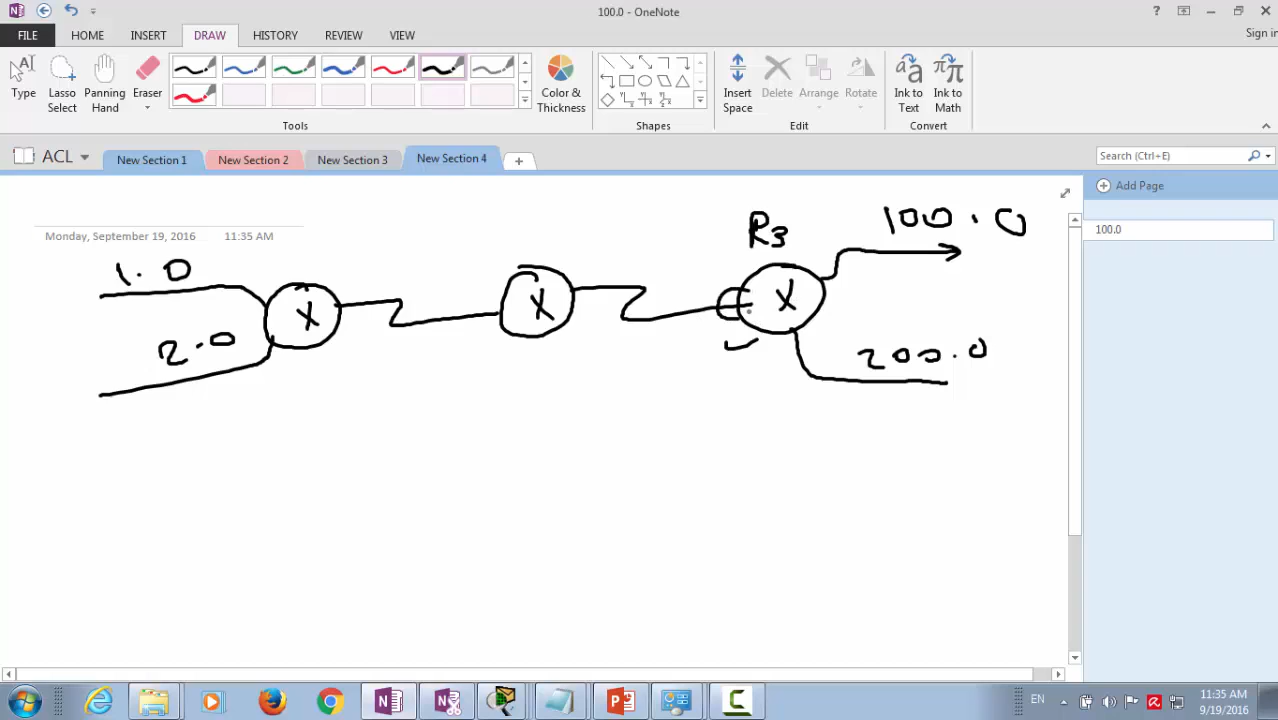 100.0 - OneNote
FILE HOME INSERT DRAW HISTORY REVIEW VIEW Sign in
Type Lasso Select Panning Hand Eraser Color & Thickness Insert Space Delete Arrange Rotate Ink to Text Ink to Math
Tools Shapes Edit Convert
ACL New Section 1 New Section 2 New Section 3 New Section 4 Search (Ctrl+E)
Add Page
100.0
Monday, September 19, 2016 11:35 AM
R3 100.0
1.0
X X X
2.0 200.0
EN 11:35 AM
9/19/2016